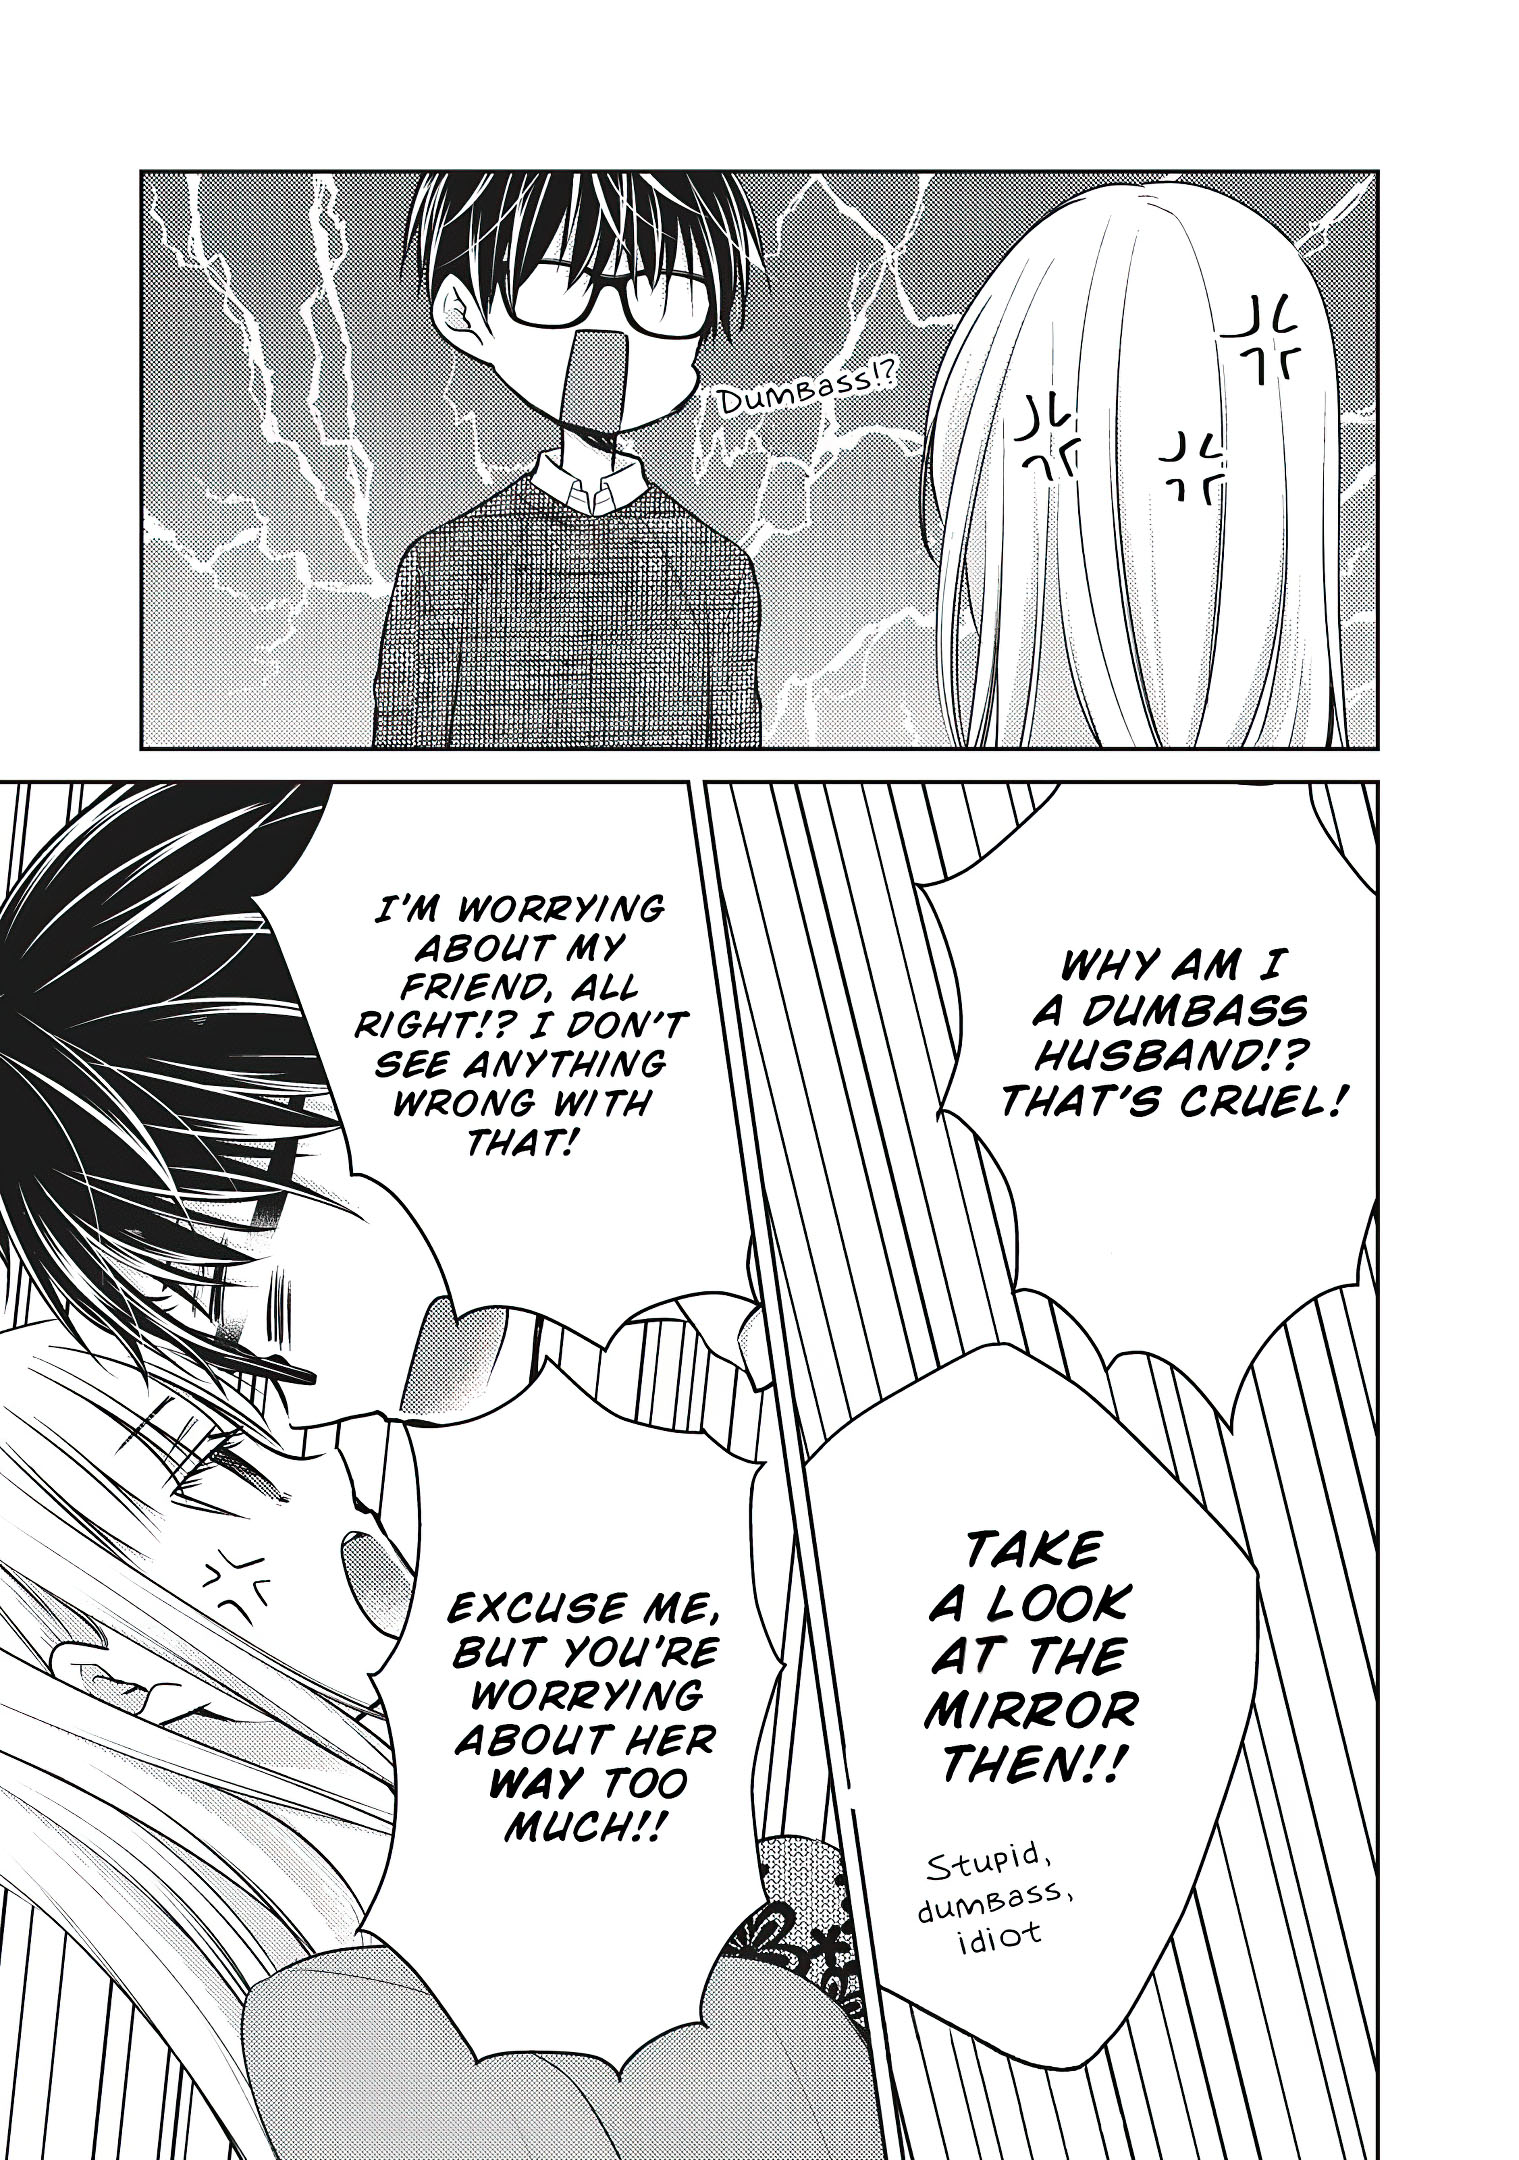 DUMBASS!?
WHY AM I
A DUMBASS
HUSBAND!?
THAT'S CRUEL!
TAKE
A LOOK
AT THE
MIRROR
THEN!!
Stupid,
dumbass,
idiot
I'M WORRYING
ABOUT MY
FRIEND, ALL
RIGHT!? I DON'T
SEE ANYTHING
WRONG WITH
THAT!
EXCUSE ME,
BUT YOU'RE
WORRYING
ABOUT HER
WAY TOO
MUCH!!